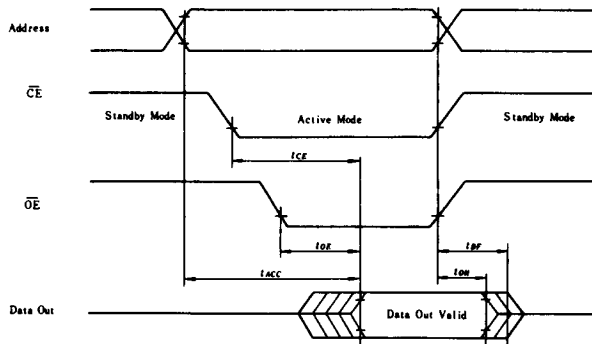 Address
CE
Standby Mode
Active Mode
Standby Mode
tCE
OE
tOE
tDF
tACC
tOH
Data Out
Data Out Valid